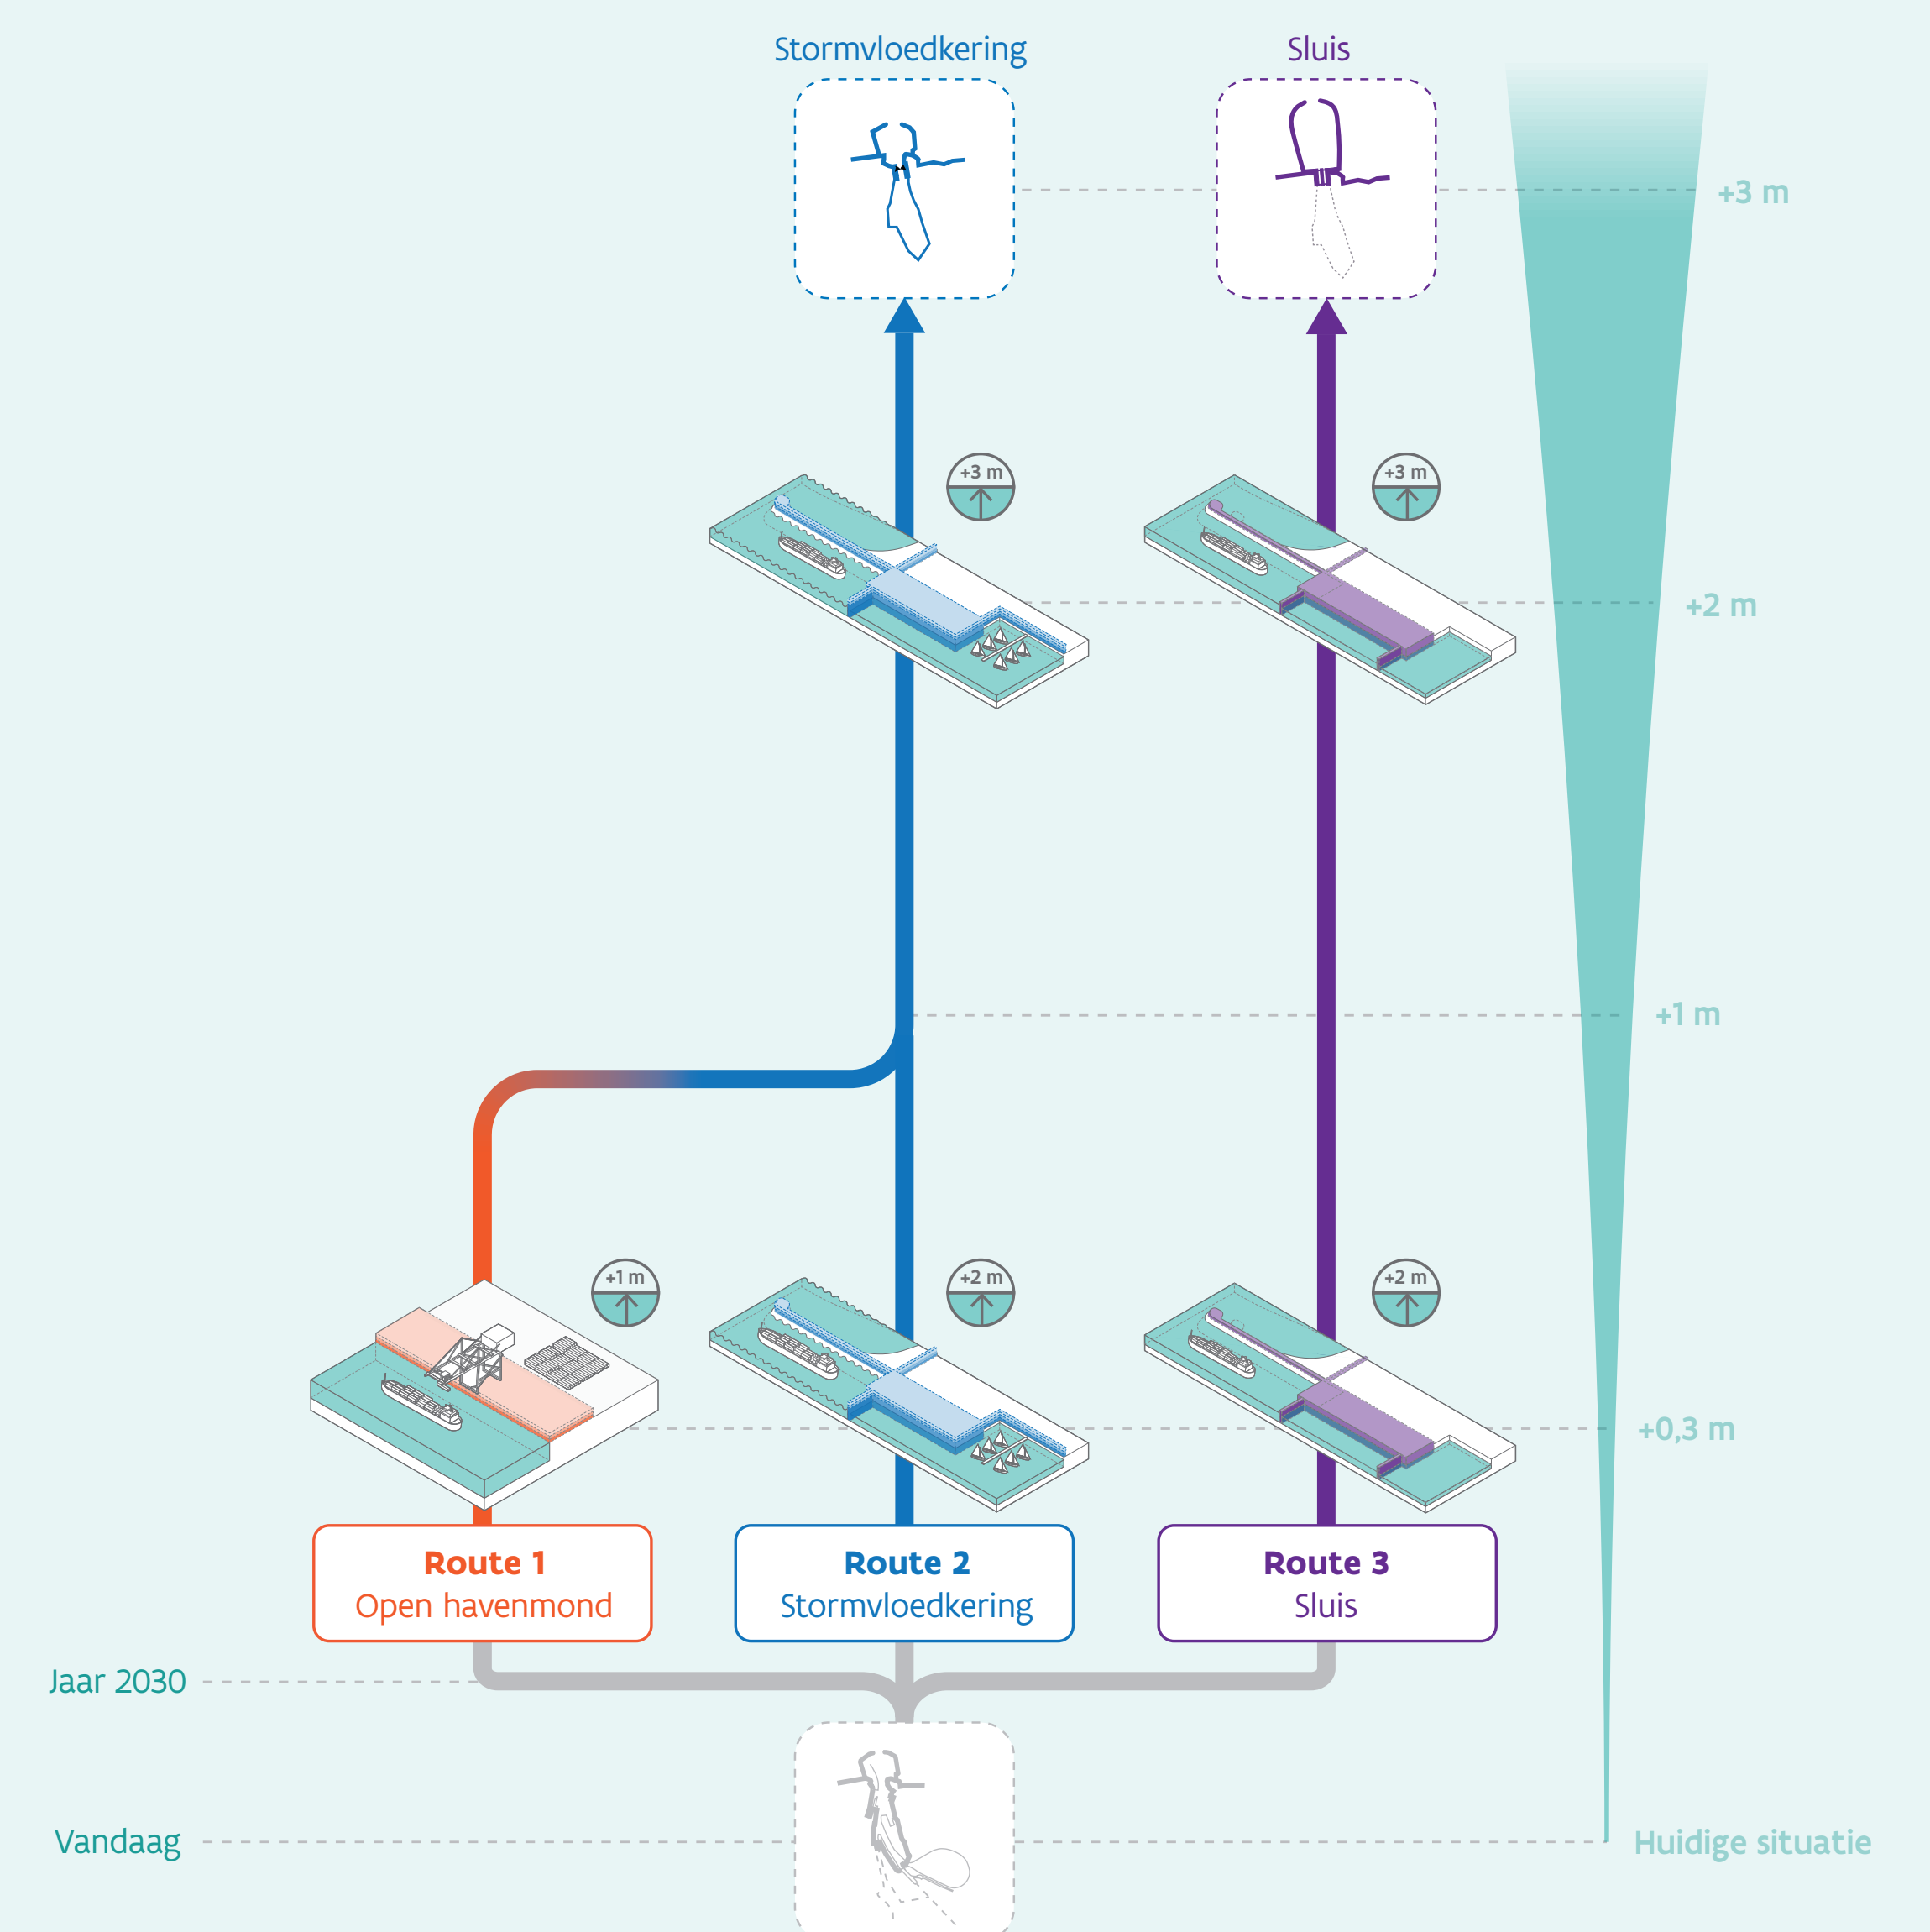 Stormvloedkering
Sluis
+3 m
+3 m
+3 m
+2 m
+1 m
+1 m
+2 m
+2 m
+0,3 m
Route 1
Open havenmond
Route 2
Stormvloedkering
Route 3
Sluis
Jaar 2030
Vandaag
Huidige situatie